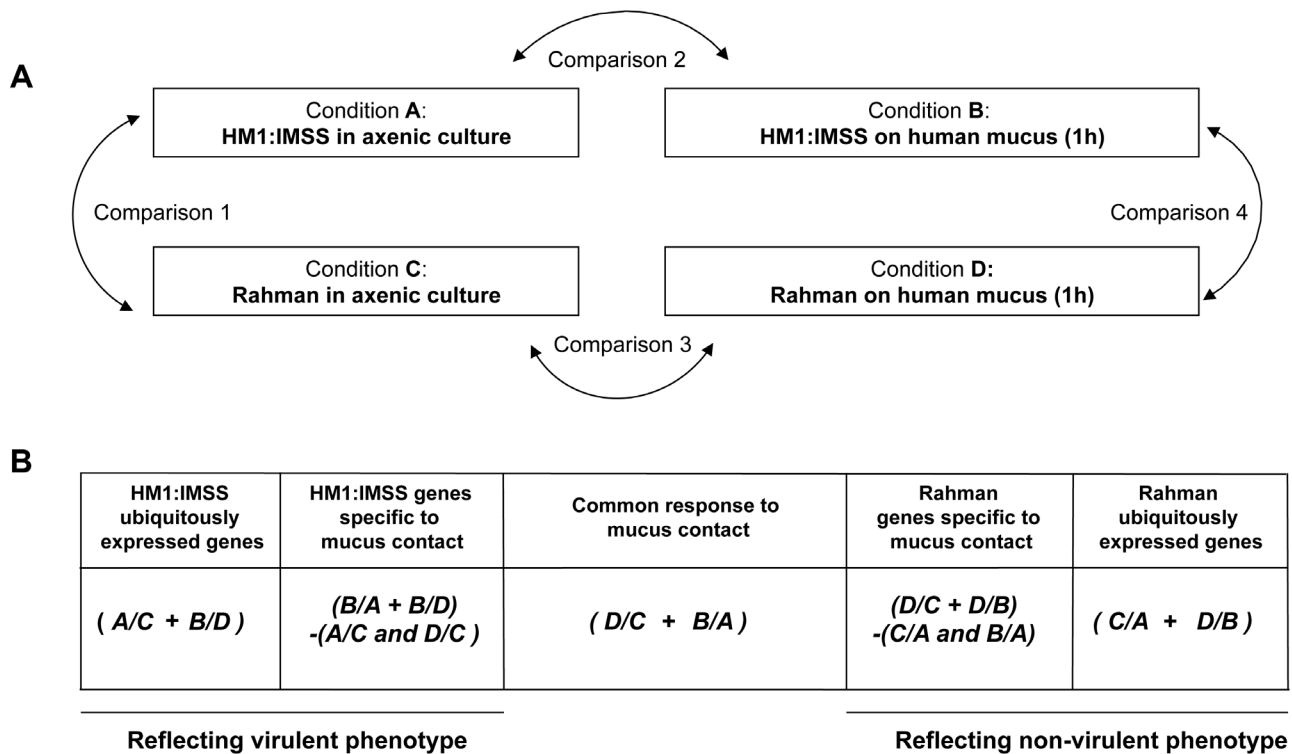 Comparison 2
A
Condition A:
HM1:IMSS in axenic culture
Condition B:
HM1:IMSS on human mucus (1h)
Comparison 1
Comparison 4
Condition C:
Rahman in axenic culture
Condition D:
Rahman on human mucus (1h)
Comparison 3
B
HM1:IMSS
ubiquitously
expressed genes
HM1:IMSS genes
specific to
mucus contact
Common response to
mucus contact
Rahman
genes specific to
mucus contact
Rahman
ubiquitously
expressed genes
( A/C + B/D )
(B/A + B/D)
-(A/C and D/C )
( D/C + B/A )
(D/C + D/B)
-(C/A and B/A)
( C/A + D/B )
Reflecting virulent phenotype
Reflecting non-virulent phenotype